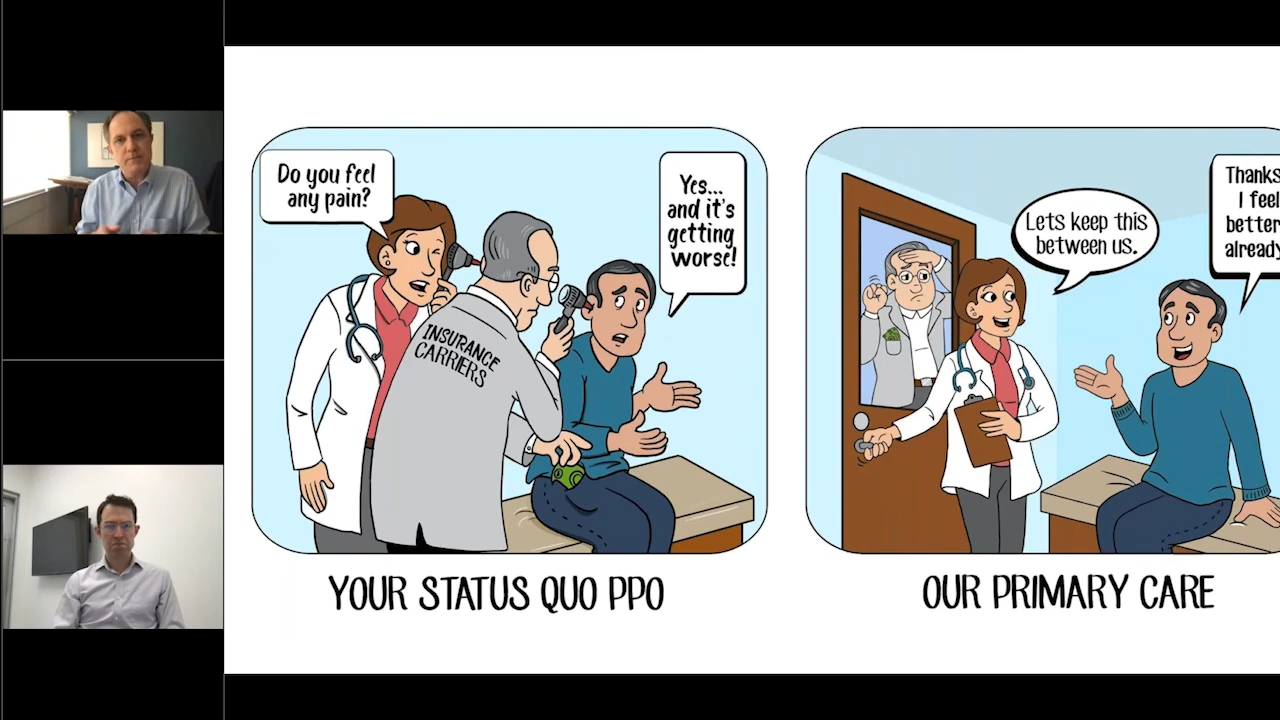 Do you feel
any pain?
Yes...
and it's
getting
worse!
INSURANCE
CARRIERS
YOUR STATUS QUO PPO
Lets keep this
between us.
Thanks
I feel
better
already
OUR PRIMARY CARE